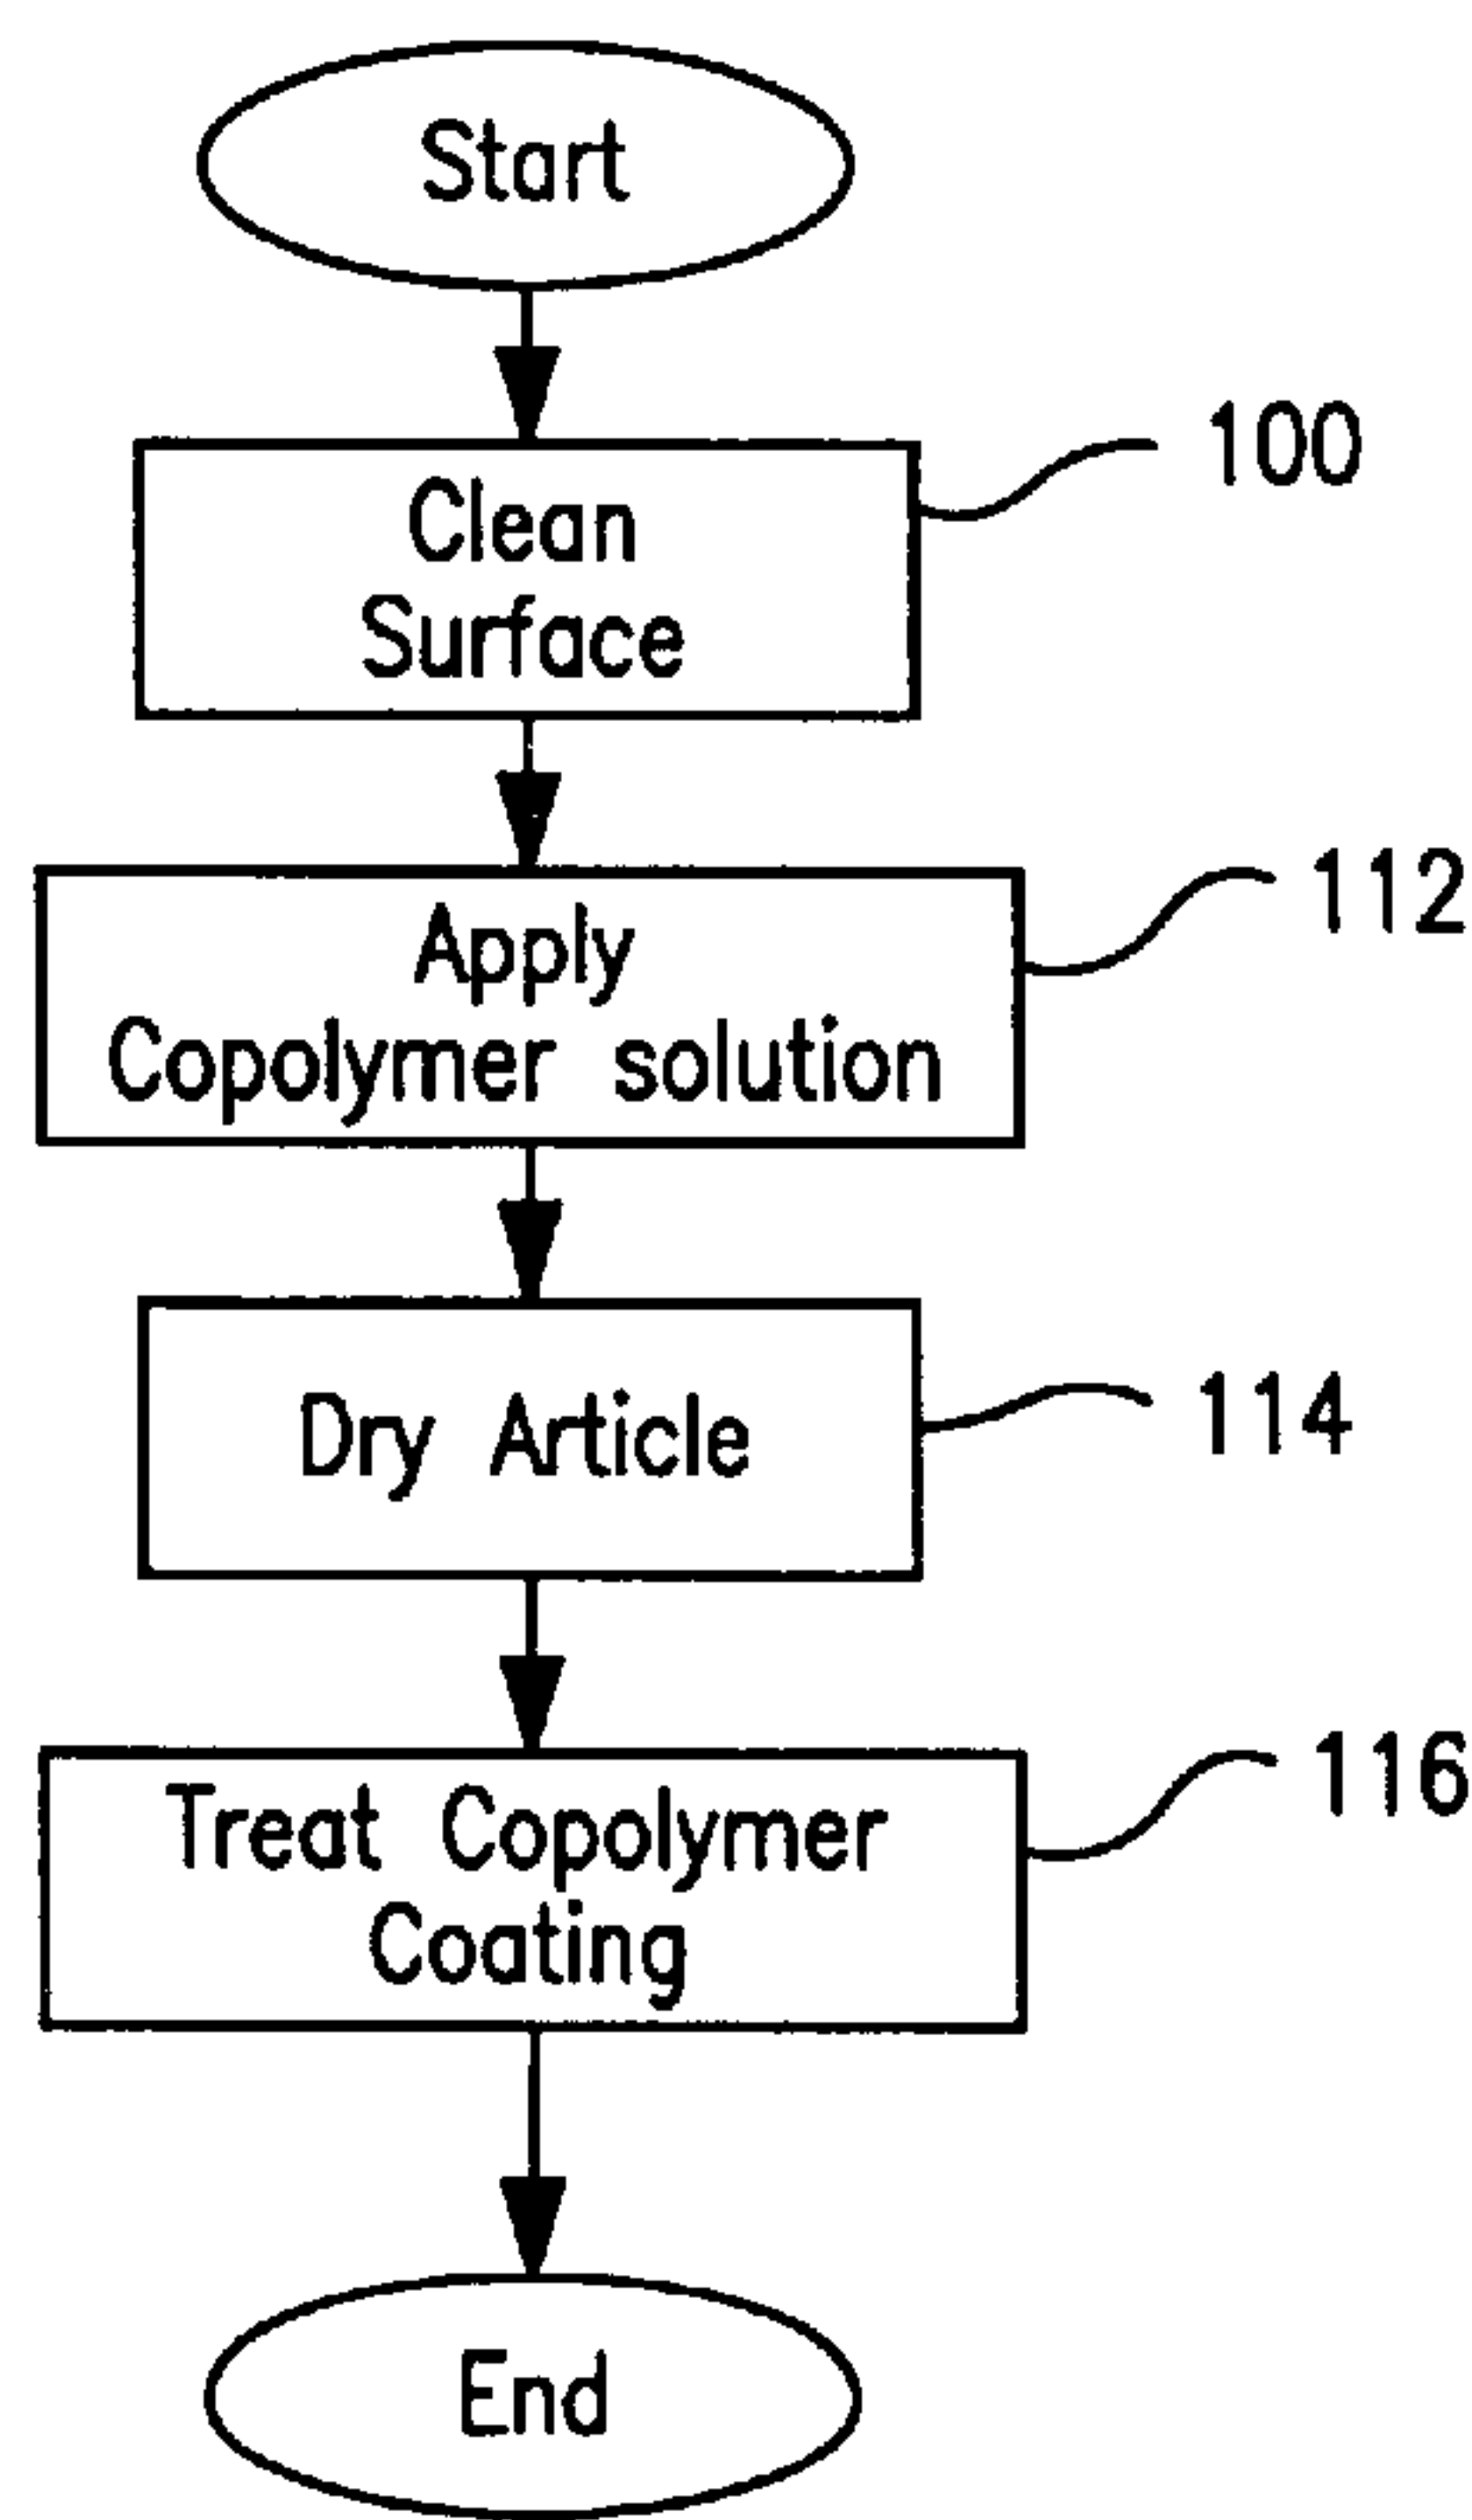 Start
100
Clean
Surface
112
Apply
Copolymer solution
114
Dry Article
116
Treat Copolymer
Coating
End